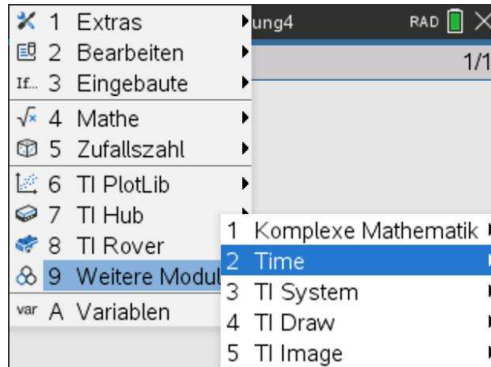 1 Extras
ung4 RAD
2 Bearbeiten
1/1
If... 3 Eingebaute
√x 4 Mathe
5 Zufallszahl
6 TI PlotLib
7 TI Hub
8 TI Rover
9 Weitere Modul
var A Variablen
1 Komplexe Mathematik
2 Time
3 TI System
4 TI Draw
5 TI Image